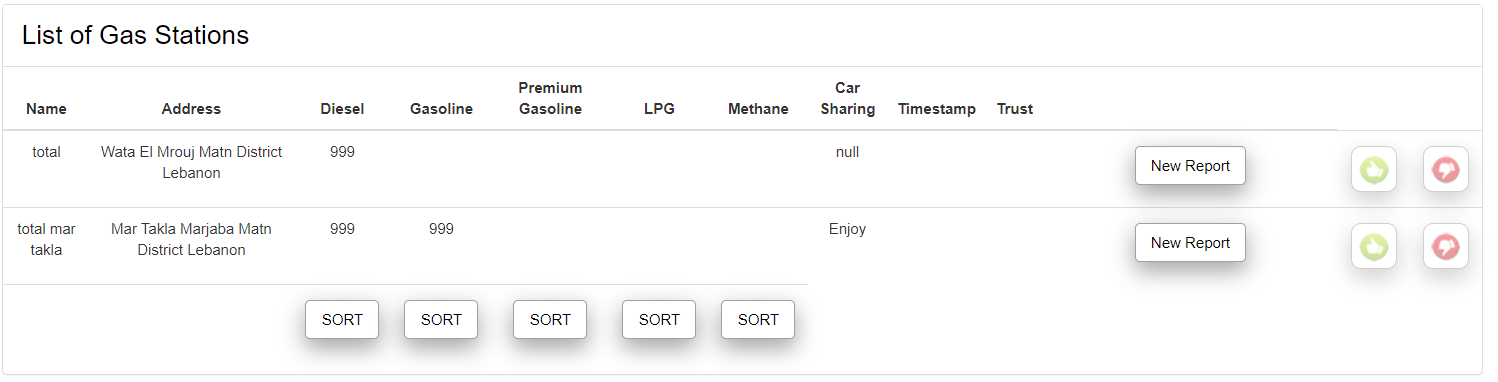 List of Gas Stations
Name Address Diesel Gasoline Premium Gasoline LPG Methane Car Sharing Timestamp Trust
total Wata El Mrouj Matn District 999 null New Report
Lebanon
total mar Mar Takla Marjaba Matn 999 999 Enjoy New Report
takla District Lebanon
SORT SORT SORT SORT SORT